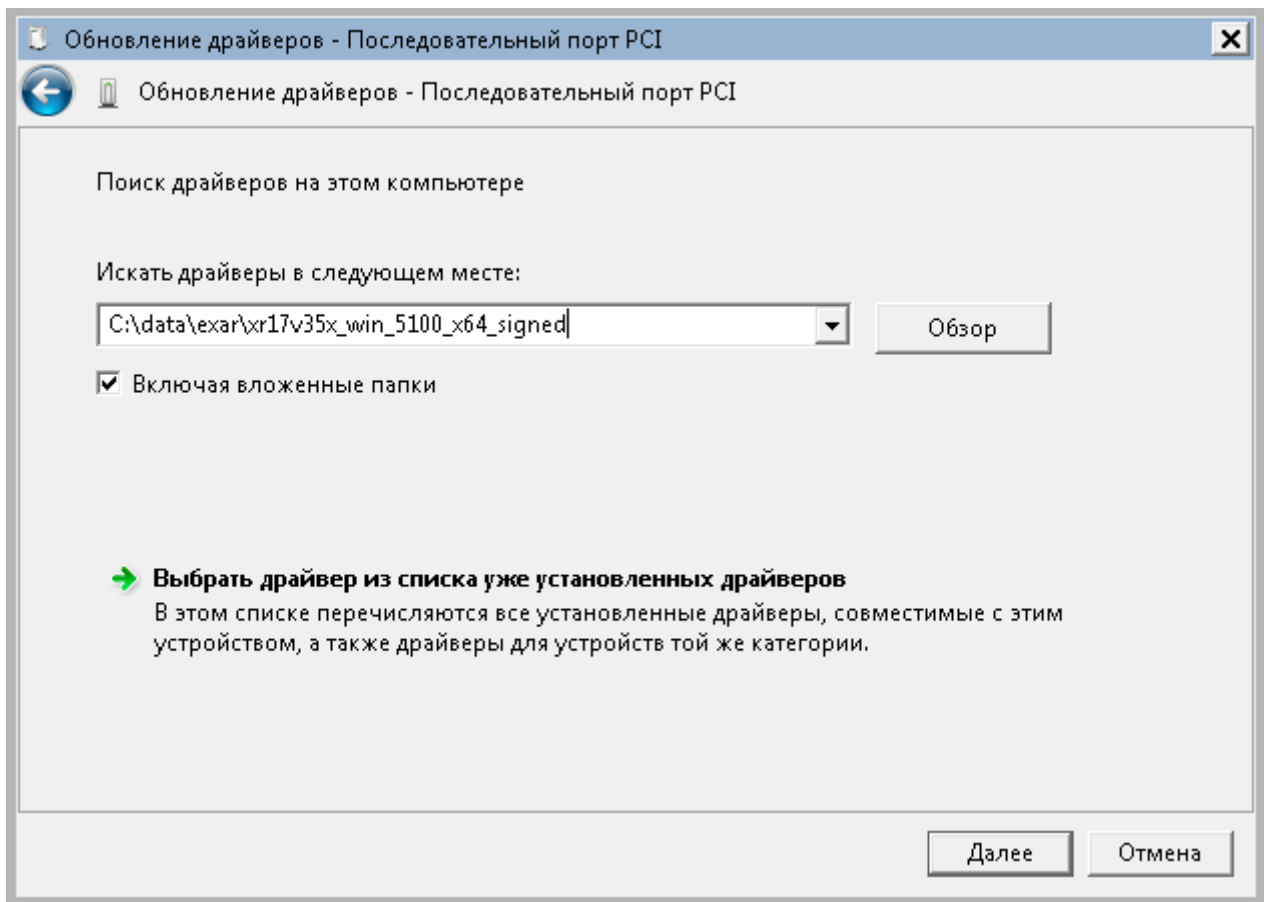 Обновление драйверов - Последовательный порт PCI
Обновление драйверов - Последовательный порт PCI
Поиск драйверов на этом компьютере
Искать драйверы в следующем месте:
C:\data\exar\xr17v35x_win_5100_x64_signed
Обзор
Включая вложенные папки
Выбрать драйвер из списка уже установленных драйверов
В этом списке перечисляются все установленные драйверы, совместимые с этим
устройством, а также драйверы для устройств той же категории.
Далее
Отмена